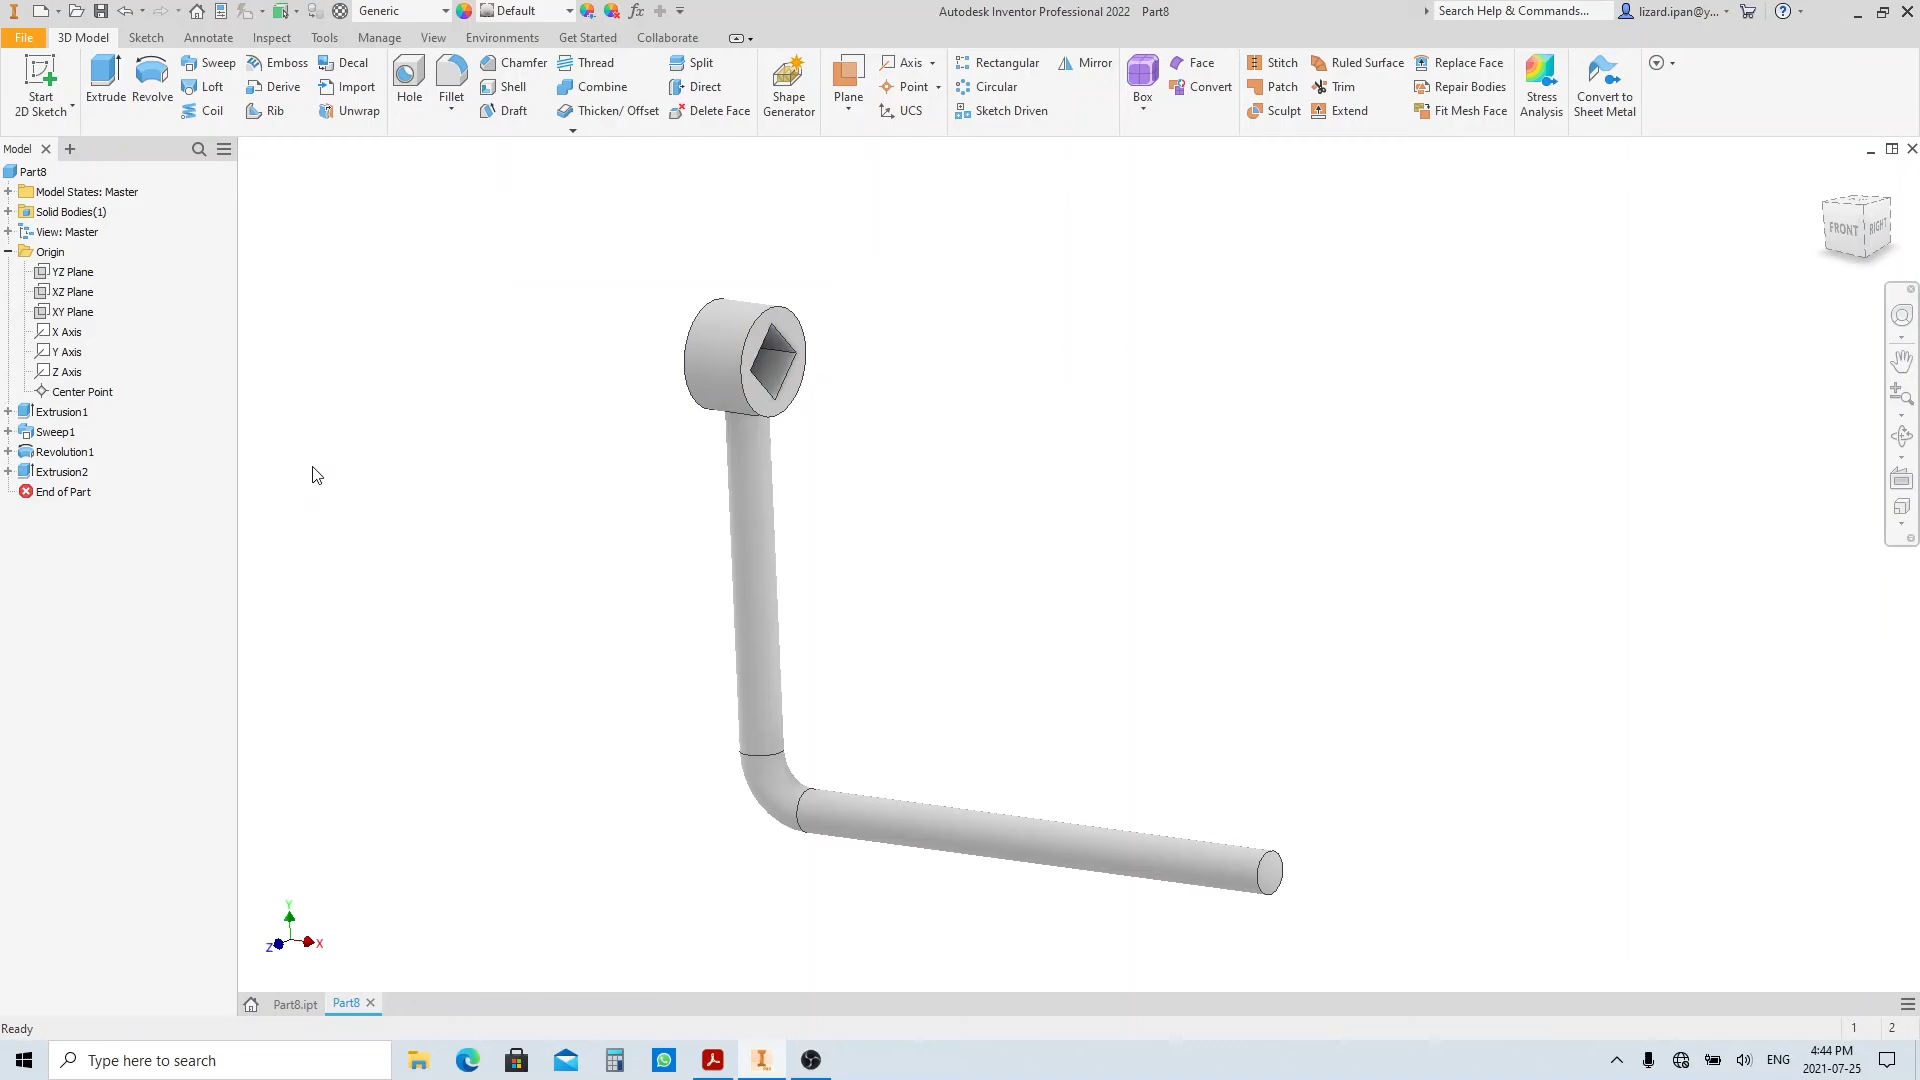 Generic
Default
Autodesk Inventor Professional 2022 Part8
Search Help & Commands...
lizard.ipan@y...
File
3D Model
Sketch
Annotate
Inspect
Tools
Manage
View
Environments
Get Started
Collaborate
Start
2D Sketch
Extrude
Revolve
Sweep
Loft
Coil
Emboss
Derive
Rib
Decal
Import
Unwrap
Hole
Fillet
Chamfer
Shell
Draft
Thread
Combine
Thicken/ Offset
Split
Direct
Delete Face
Shape
Generator
Plane
Axis
Point
UCS
Rectangular
Circular
Sketch Driven
Mirror
Box
Face
Convert
Stitch
Patch
Sculpt
Ruled Surface
Trim
Extend
Replace Face
Repair Bodies
Fit Mesh Face
Stress
Analysis
Convert to
Sheet Metal
Model
Part8
Model States: Master
Solid Bodies(1)
View: Master
Origin
YZ Plane
XZ Plane
XY Plane
X Axis
Y Axis
Z Axis
Center Point
Extrusion1
Sweep1
Revolution1
Extrusion2
End of Part
FRONT
RIGHT
Y
Z
X
Part8.ipt
Part8
Ready
1
2
Type here to search
ENG
4:44 PM
2021-07-25